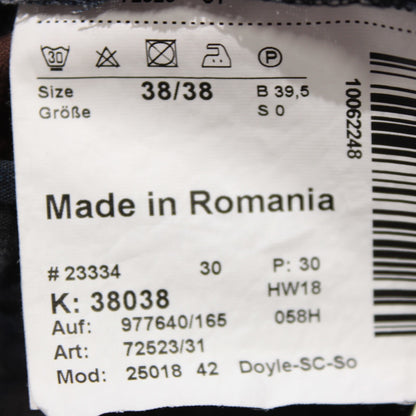 30 P
Size 38/38 B 39,5
Größe S 0
10062248
Made in Romania
# 23334 30 P: 30
K: 38038 HW18
Auf: 977640/165 058H
Art: 72523/31
Mod: 25018 42 Doyle-SC-So